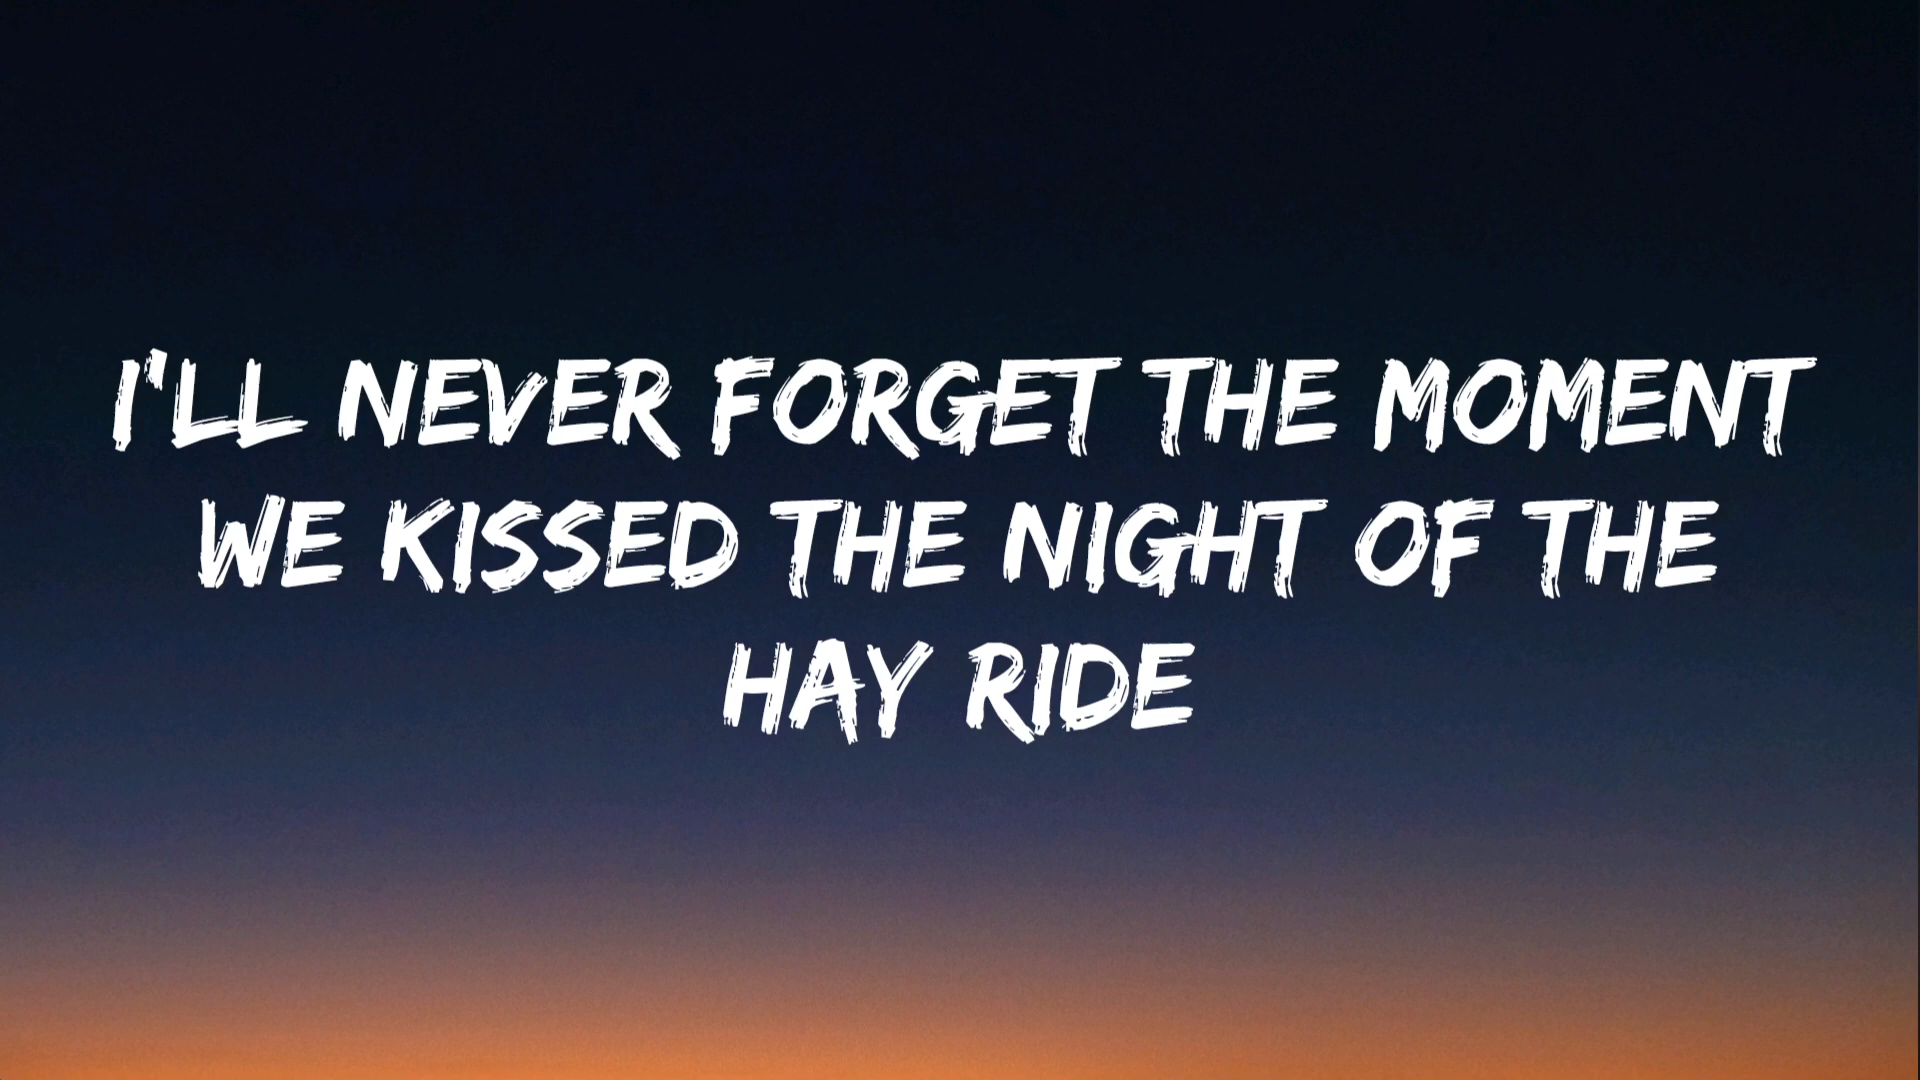 I'LL NEVER FORGET THE MOMENT
WE KISSED THE NIGHT OF THE
HAY RIDE